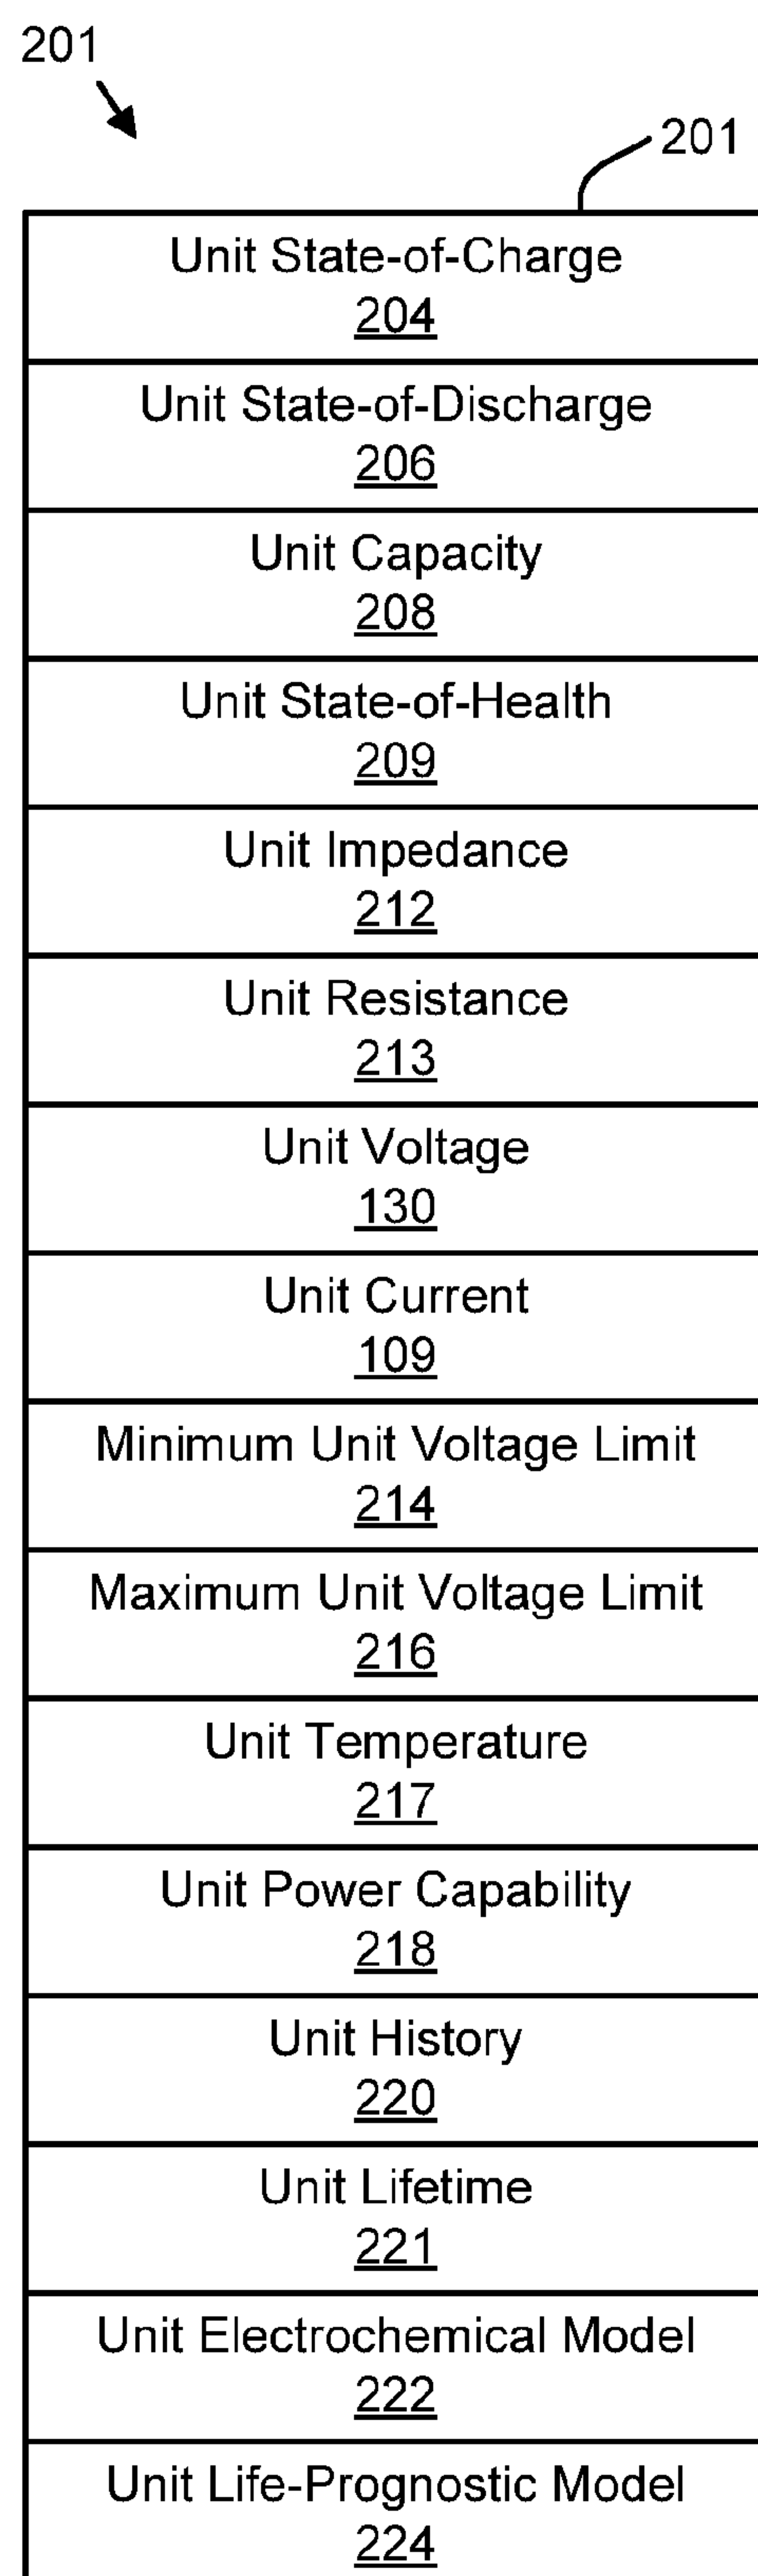 201
201
Unit State-of-Charge
204
Unit State-of-Discharge
206
Unit Capacity
208
Unit State-of-Health
209
Unit Impedance
212
Unit Resistance
213
Unit Voltage
130
Unit Current
109
Minimum Unit Voltage Limit
214
Maximum Unit Voltage Limit
216
Unit Temperature
217
Unit Power Capability
218
Unit History
220
Unit Lifetime
221
Unit Electrochemical Model
222
Unit Life-Prognostic Model
224